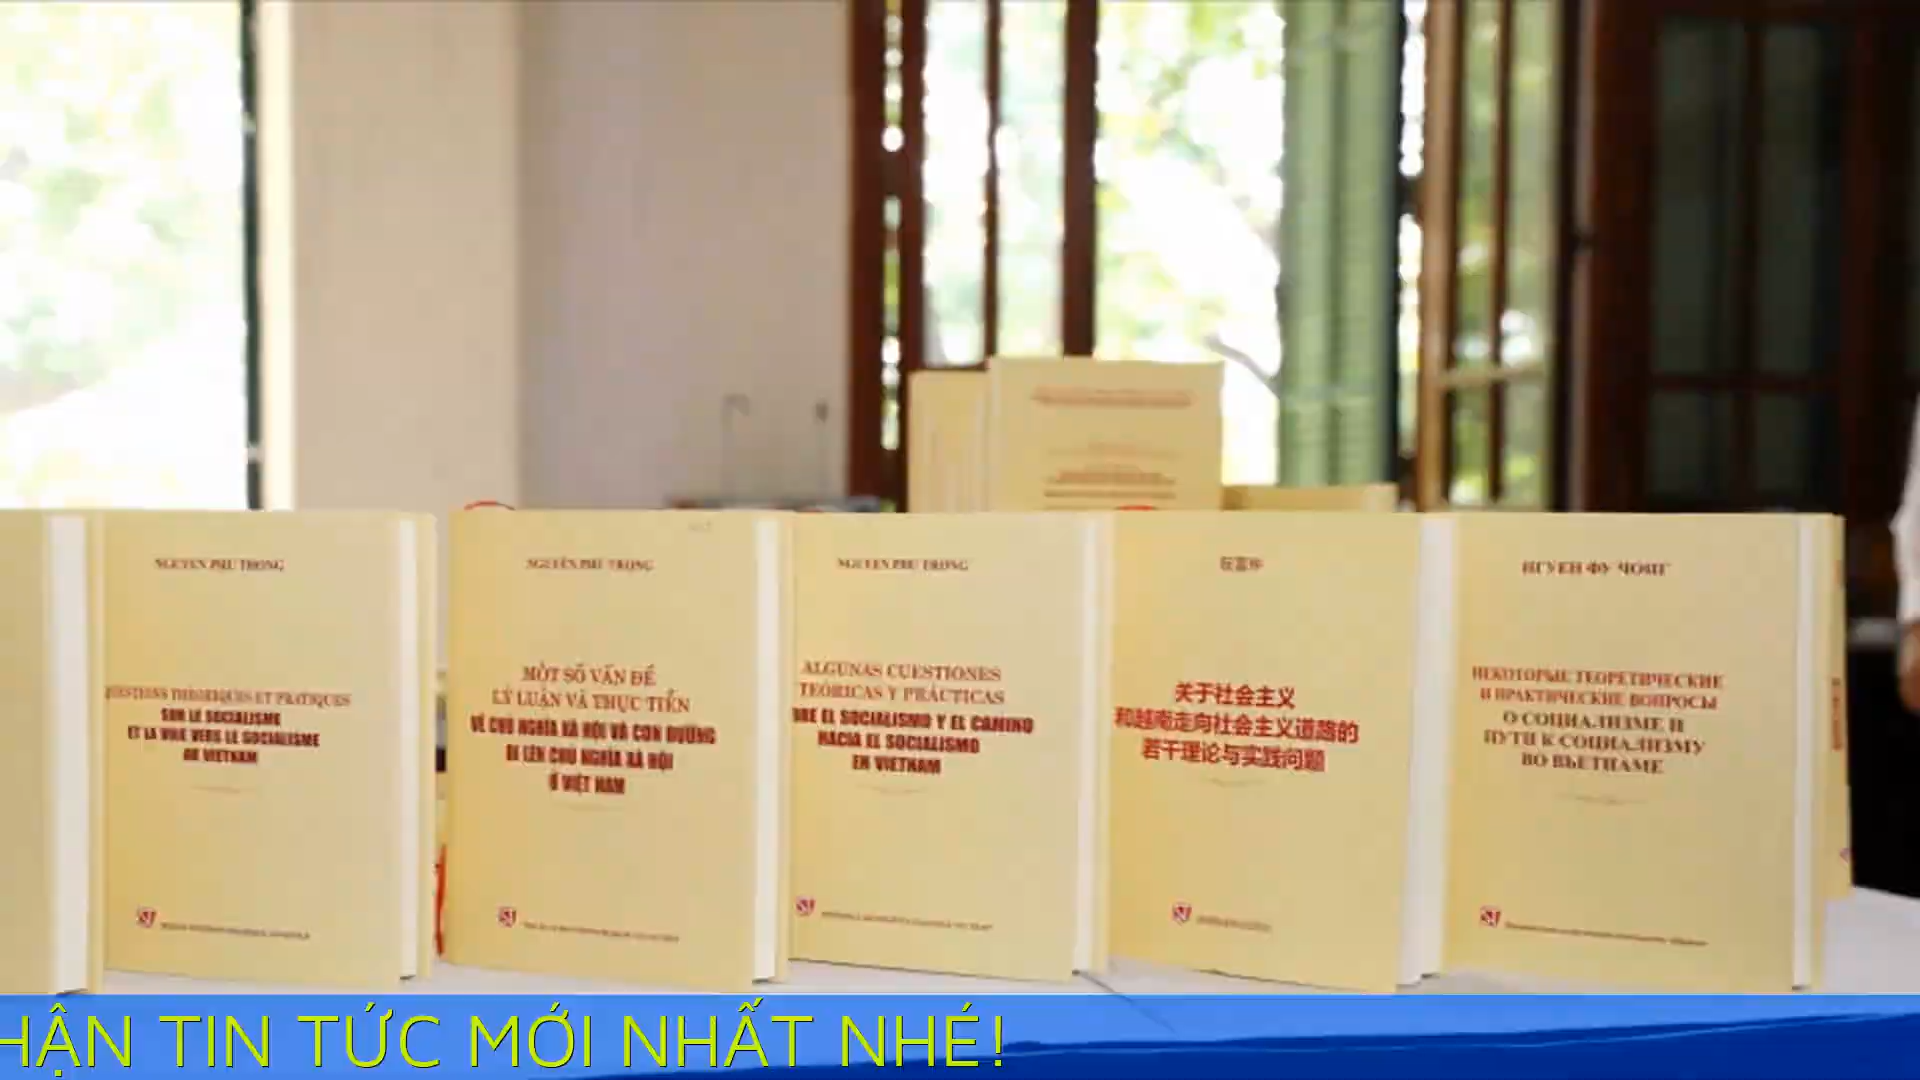 NGUYEN PHU TRONG
QUESTIONS THÉORIQUES ET PRATIQUES
SUR LE SOCIALISME
ET LA VOIE VERS LE SOCIALISME
AU VIETNAM
NGUYỄN PHÚ TRỌNG
MỘT SỐ VẤN ĐỀ
LÝ LUẬN VÀ THỰC TIỄN
VỀ CHỦ NGHĨA XÃ HỘI VÀ CON ĐƯỜNG
ĐI LÊN CHỦ NGHĨA XÃ HỘI
Ở VIỆT NAM
NGUYEN PHU TRONG
ALGUNAS CUESTIONES
TEÓRICAS Y PRÁCTICAS
BRE EL SOCIALISMO Y EL CAMINO
HACIA EL SOCIALISMO
EN VIETNAM
阮富仲
关于社会主义
和越南走向社会主义道路的
若干理论与实践问题
НГУЕН ФУ ЧОНГ
НЕКОТОРЫЕ ТЕОРЕТИЧЕСКИЕ
И ПРАКТИЧЕСКИЕ ВОПРОСЫ
О СОЦИАЛИЗМЕ И
ПУТИ К СОЦИАЛИЗМУ
ВО ВЬЕТНАМЕ
HẬN TIN TỨC MỚI NHẤT NHÉ!